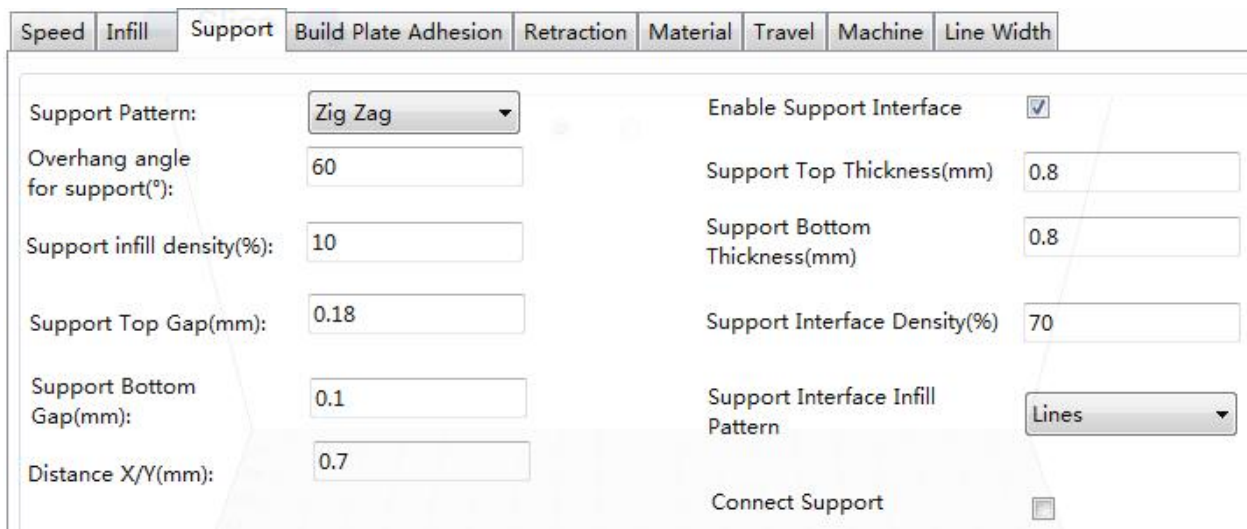 Speed Infill Support Build Plate Adhesion Retraction Material Travel Machine Line Width
Support Pattern: Zig Zag
Overhang angle
for support(°): 60
Support infill density(%): 10
Support Top Gap(mm): 0.18
Support Bottom
Gap(mm): 0.1
Distance X/Y(mm): 0.7
Enable Support Interface
Support Top Thickness(mm) 0.8
Support Bottom
Thickness(mm) 0.8
Support Interface Density(%) 70
Support Interface Infill
Pattern Lines
Connect Support